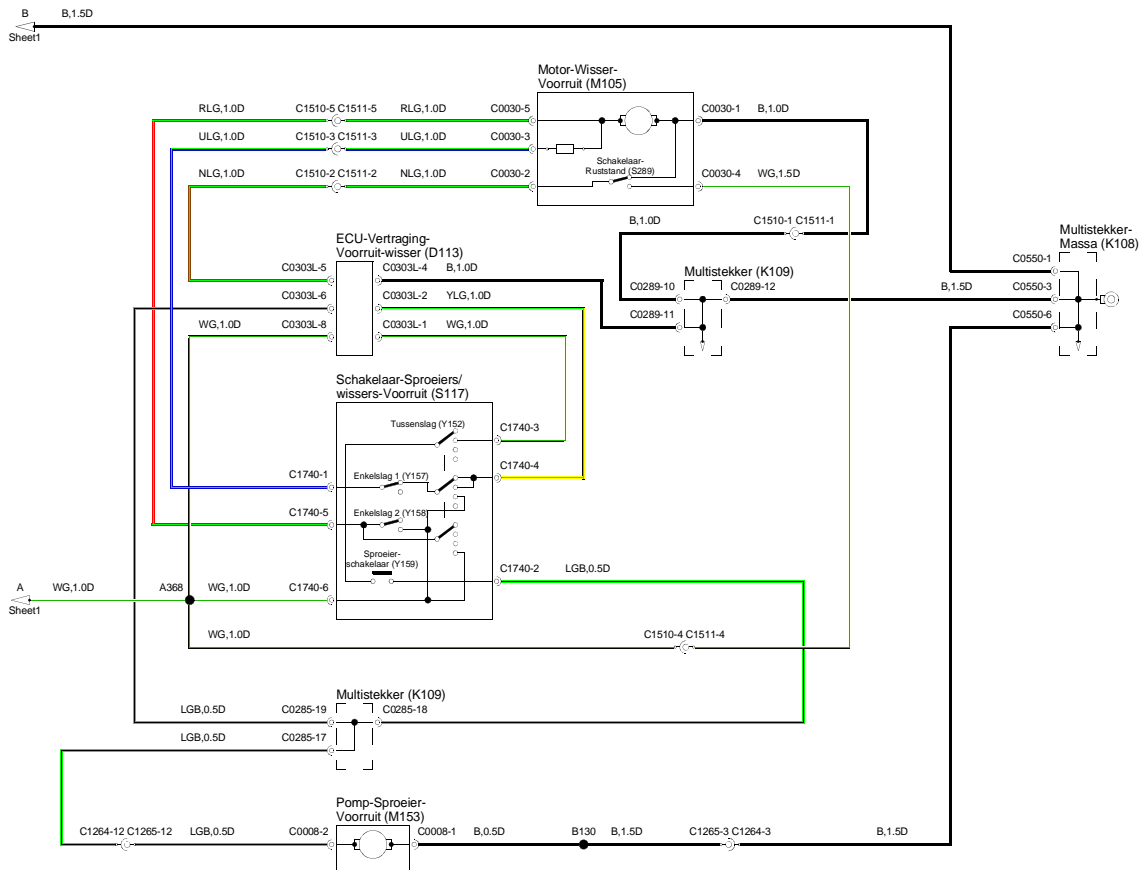 B B,1.5D
Sheet1
Motor-Wisser-
Voorruit (M105)
RLG,1.0D C1510-5 C1511-5 RLG,1.0D C0030-5 C0030-1 B,1.0D
ULG,1.0D C1510-3 C1511-3 ULG,1.0D C0030-3
Schakelaar-
Ruststand (S289)
NLG,1.0D C1510-2 C1511-2 NLG,1.0D C0030-2 C0030-4 WG,1.5D
B,1.0D C1510-1 C1511-1
Multistekker-
Massa (K108)
ECU-Vertraging-
Voorruit-wisser (D113)
C0550-1
C0303L-5 C0303L-4 B,1.0D
Multistekker (K109)
C0289-10 C0289-12 B,1.5D C0550-3
C0303L-6 C0303L-2 YLG,1.0D
C0289-11 C0550-6
WG,1.0D C0303L-8 C0303L-1 WG,1.0D
Schakelaar-Sproeiers/
wissers-Voorruit (S117)
Tussenslag (Y152)
C1740-3
C1740-4
C1740-1 Enkelslag 1 (Y157)
C1740-5 Enkelslag 2 (Y158)
Sproeier-
schakelaar (Y159)
C1740-2 LGB,0.5D
A WG,1.0D A368 WG,1.0D C1740-6
Sheet1
WG,1.0D C1510-4 C1511-4
Multistekker (K109)
LGB,0.5D C0285-19 C0285-18
LGB,0.5D C0285-17
Pomp-Sproeier-
Voorruit (M153)
C1264-12 C1265-12 LGB,0.5D C0008-2 C0008-1 B,0.5D B130 B,1.5D C1265-3 C1264-3 B,1.5D